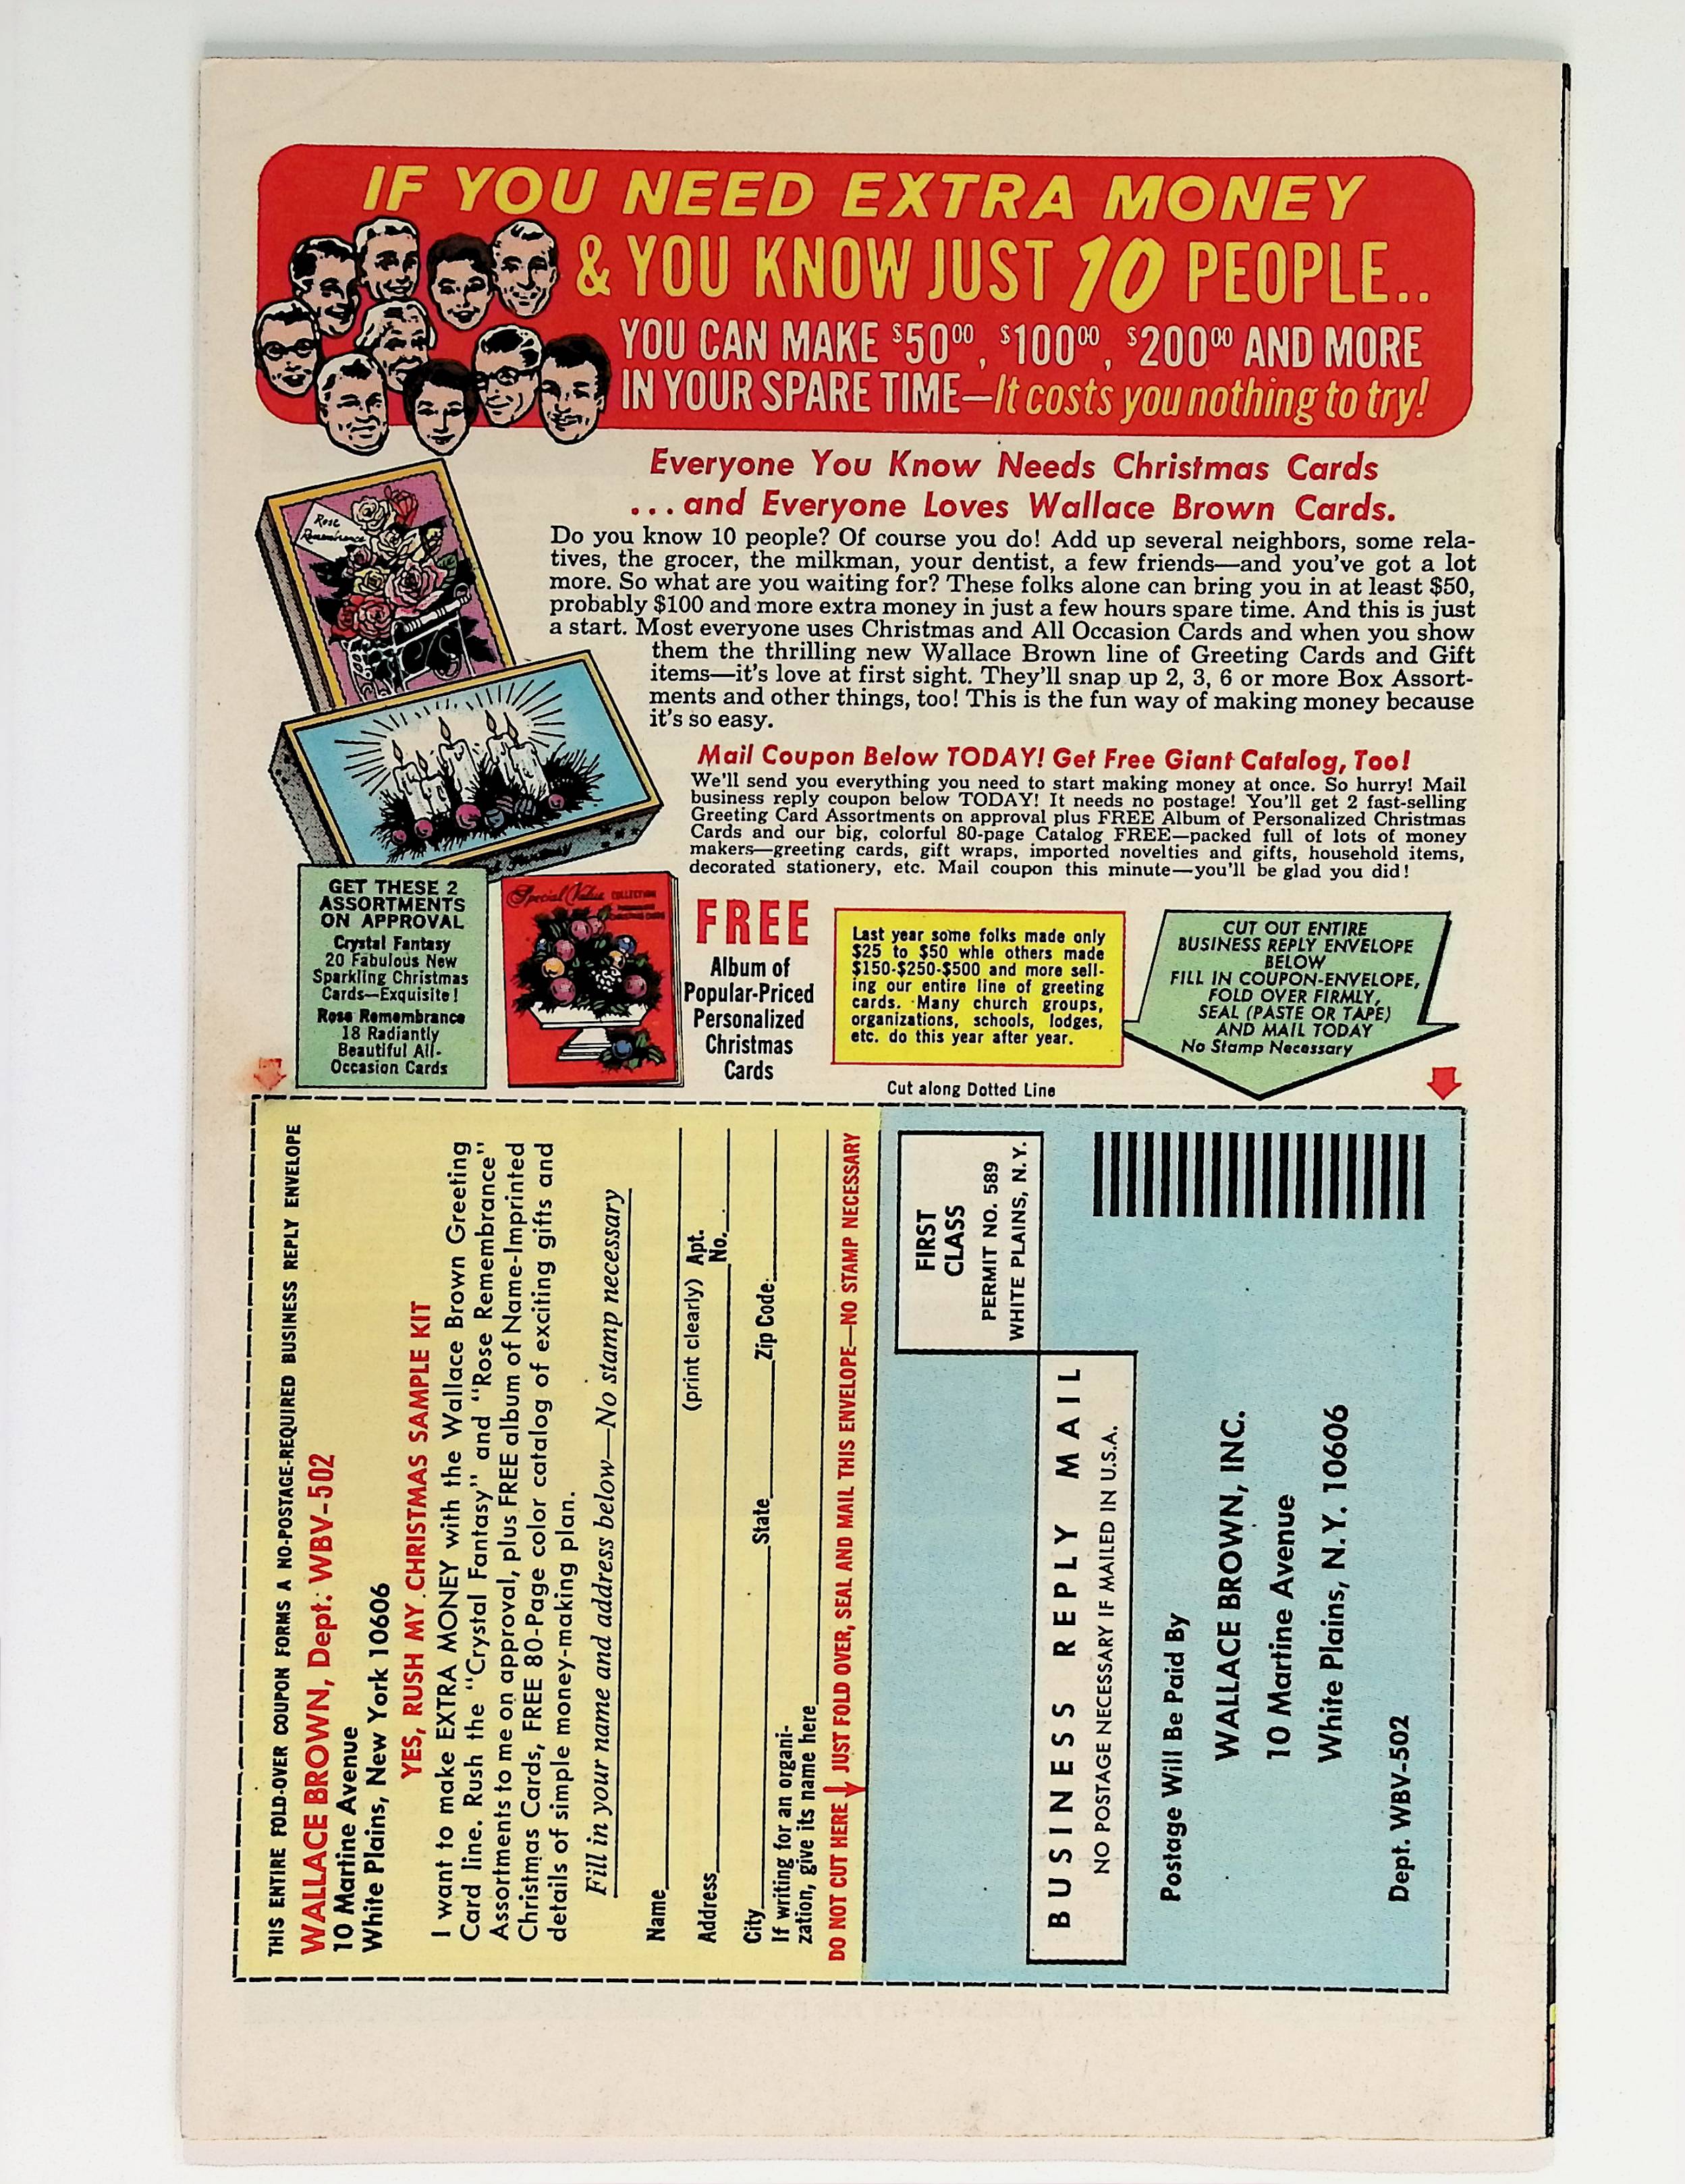 IF YOU NEED EXTRA MONEY
& YOU KNOW JUST 10 PEOPLE..
YOU CAN MAKE $5000, $10000, $20000 AND MORE
IN YOUR SPARE TIME—It costs you nothing to try!
Everyone You Know Needs Christmas Cards
...and Everyone Loves Wallace Brown Cards.
Rose
Remembrance
Do you know 10 people? Of course you do! Add up several neighbors, some rela-
tives, the grocer, the milkman, your dentist, a few friends—and you've got a lot
more. So what are you waiting for? These folks alone can bring you in at least $50,
probably $100 and more extra money in just a few hours spare time. And this is just
a start. Most everyone uses Christmas and All Occasion Cards and when you show
them the thrilling new Wallace Brown line of Greeting Cards and Gift
items—it's love at first sight. They'll snap up 2, 3, 6 or more Box Assort-
ments and other things, too! This is the fun way of making money because
it's so easy.
Mail Coupon Below TODAY! Get Free Giant Catalog, Too!
We'll send you everything you need to start making money at once. So hurry! Mail
business reply coupon below TODAY! It needs no postage! You'll get 2 fast-selling
Greeting Card Assortments on approval plus FREE Album of Personalized Christmas
Cards and our big, colorful 80-page Catalog FREE—packed full of lots of money
makers—greeting cards, gift wraps, imported novelties and gifts, household items,
decorated stationery, etc. Mail coupon this minute—you'll be glad you did!
GET THESE 2
ASSORTMENTS
ON APPROVAL
Crystal Fantasy
20 Fabulous New
Sparkling Christmas
Cards—Exquisite!
Rose Remembrance
18 Radiantly
Beautiful All-
Occasion Cards
Special Value COLLECTION
FREE
Album of
Popular-Priced
Personalized
Christmas
Cards
Last year some folks made only
$25 to $50 whle others made
$150-$250-$500 and more sell-
ing our entire line of greeting
cards. Many church groups,
organizations, schools, lodges,
etc. do this year after year.
CUT OUT ENTIRE
BUSINESS REPLY ENVELOPE
BELOW
FILL IN COUPON-ENVELOPE,
FOLD OVER FIRMLY,
SEAL (PASTE OR TAPE)
AND MAIL TODAY
No Stamp Necessary
Cut along Dotted Line
THIS ENTIRE FOLD-OVER COUPON FORMS A NO-POSTAGE-REQUIRED BUSINESS REPLY ENVELOPE
WALLACE BROWN, Dept. WBV-502
10 Martine Avenue
White Plains, New York 10606
YES, RUSH MY CHRISTMAS SAMPLE KIT
I want to make EXTRA MONEY with the Wallace Brown Greeting
Card line. Rush the "Crystal Fantasy" and "Rose Remembrance"
Assortments to me on approval, plus FREE album of Name-Imprinted
Christmas Cards, FREE 80-Page color catalog of exciting gifts and
details of simple money-making plan.
Fill in your name and address below—No stamp necessary
Name
(print clearly) Apt.
Address No.
City State Zip Code
If writing for an organi-
zation, give its name here
DO NOT CUT HERE JUST FOLD OVER, SEAL AND MAIL THIS ENVELOPE—NO STAMP NECESSARY
FIRST
CLASS
PERMIT NO. 589
WHITE PLAINS, N.Y.
BUSINESS REPLY MAIL
NO POSTAGE NECESSARY IF MAILED IN U.S.A.
Postage Will Be Paid By
WALLACE BROWN, INC.
10 Martine Avenue
White Plains, N.Y. 10606
Dept. WBV-502